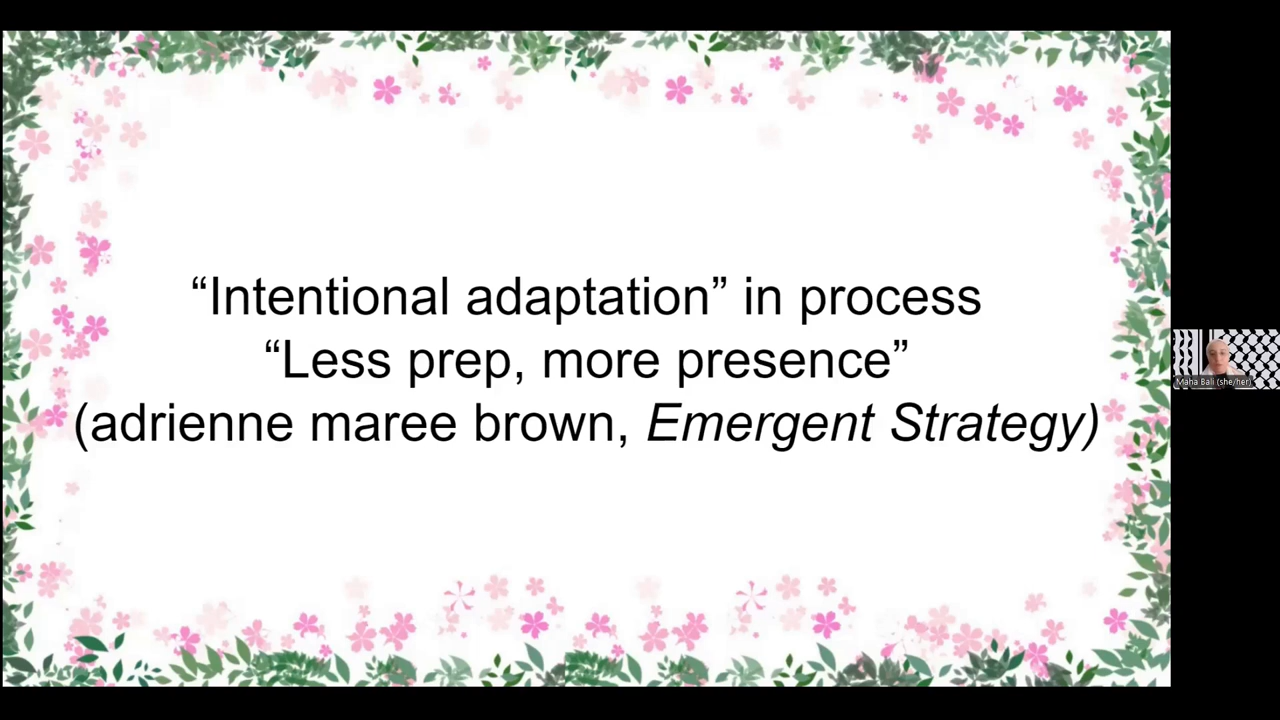 “Intentional adaptation” in process
“Less prep, more presence”
(adrienne maree brown, Emergent Strategy)
Maha Bali (she/her)